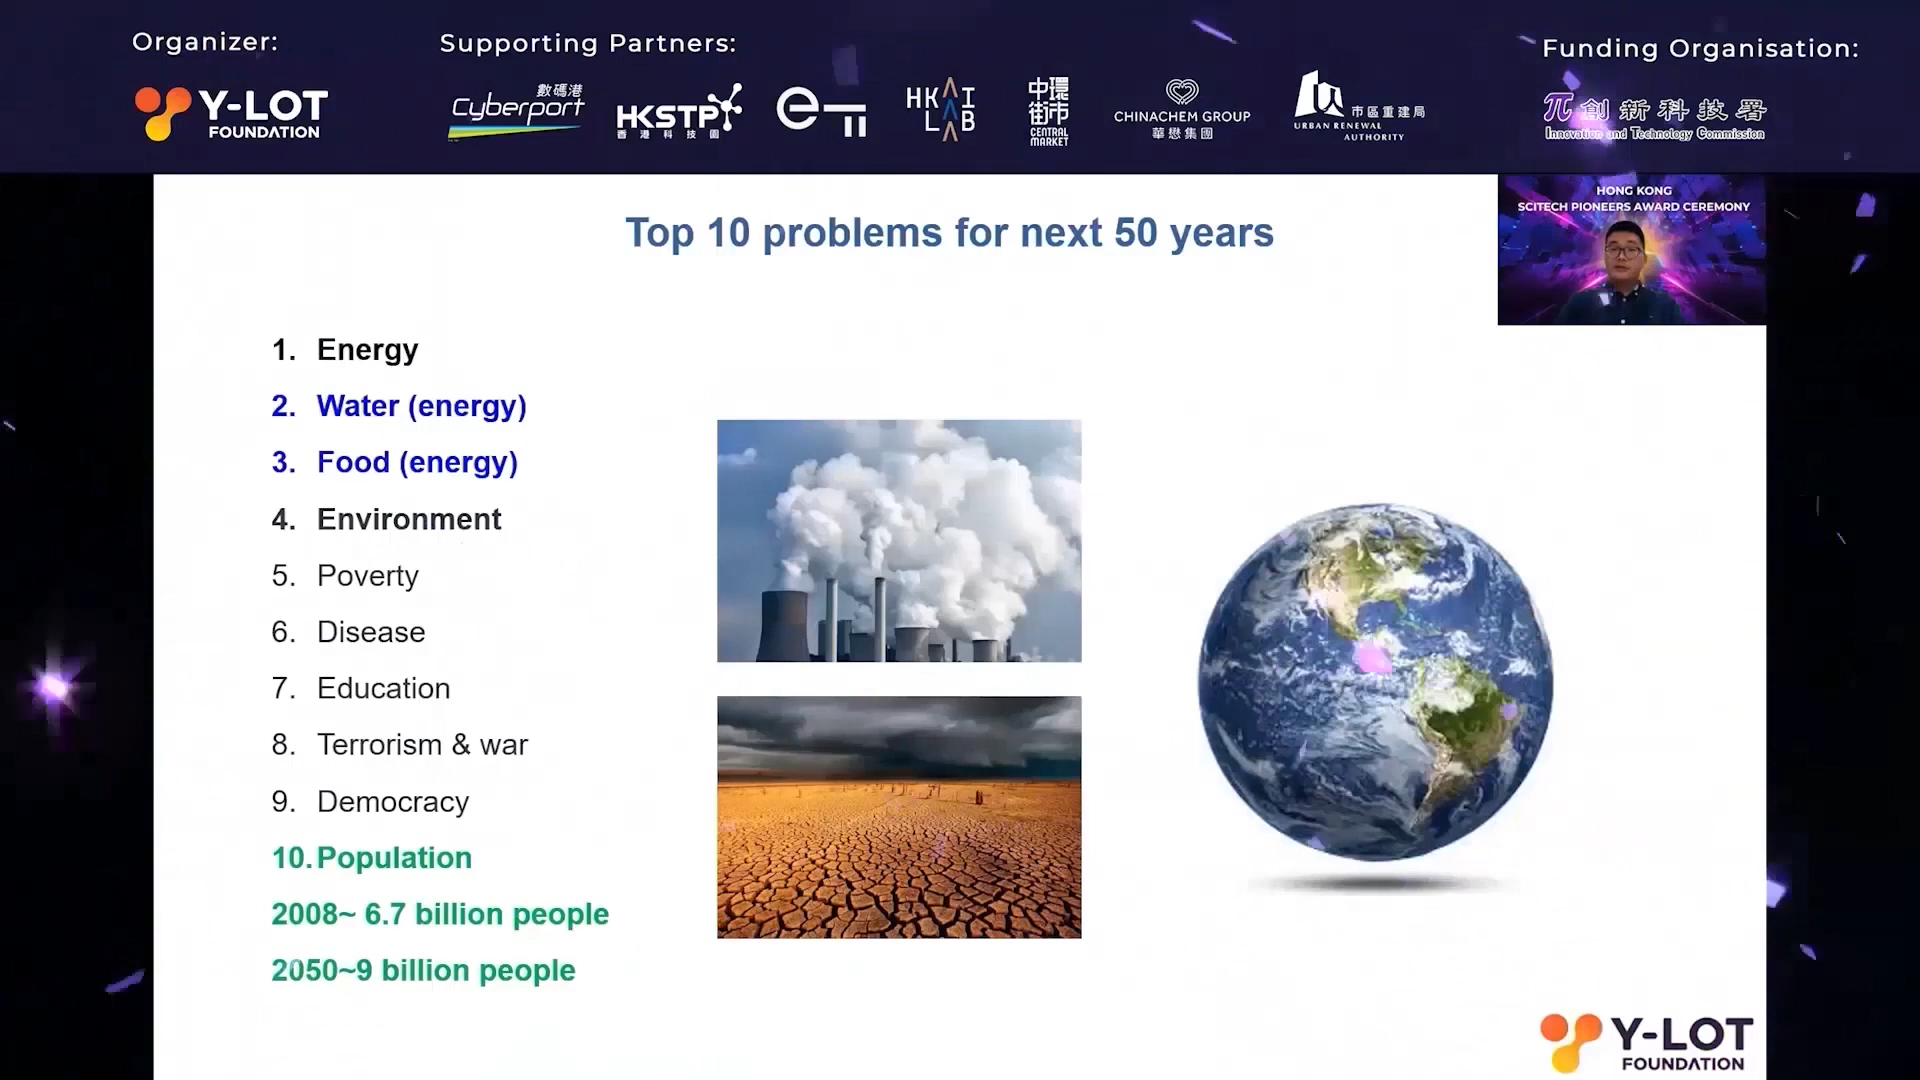 Organizer:
Supporting Partners:
Funding Organisation:
Y-LOT
FOUNDATION
數碼港
Cyberport
HKSTP
香港科技園
eπ
HK AI
LAB
中環
街市
CENTRAL
MARKET
CHINACHEM GROUP
華懋集團
市區重建局
URBAN RENEWAL
AUTHORITY
創新科技署
Innovation and Technology Commission
HONG KONG
SCITECH PIONEERS AWARD CEREMONY
Top 10 problems for next 50 years
1. Energy
2. Water (energy)
3. Food (energy)
4. Environment
5. Poverty
6. Disease
7. Education
8. Terrorism & war
9. Democracy
10. Population
2008~ 6.7 billion people
2050~9 billion people
Y-LOT
FOUNDATION